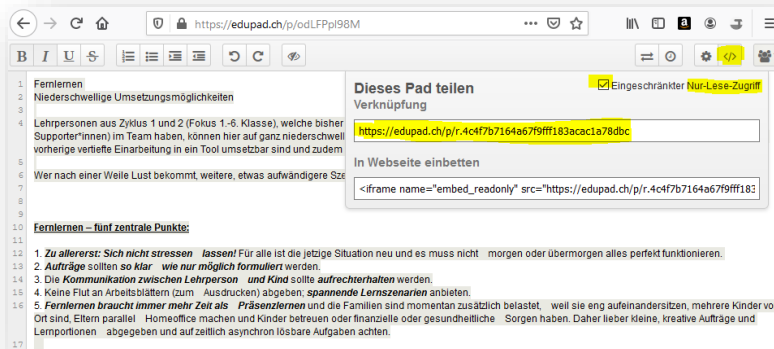 https://edupad.ch/p/odLFPpl98M
B I U S
Dieses Pad teilen
Eingeschränkter Nur-Lese-Zugriff
Verknüpfung
https://edupad.ch/p/r.4c4f7b7164a67f9fff183acac1a78dbc
In Webseite einbetten
<iframe name="embed_readonly" src="https://edupad.ch/p/r.4c4f7b7164a67f9fff183
1 Fernlernen
2 Niederschwellige Umsetzungsmöglichkeiten
3
4 Lehrpersonen aus Zyklus 1 und 2 (Fokus 1.-6. Klasse), welche bisher
Supporter*innen) im Team haben, können hier auf ganz niederschwell
vorherige vertiefte Einarbeitung in ein Tool umsetzbar sind und zudem
5
6 Wer nach einer Weile Lust bekommt, weitere, etwas aufwändigere Sze
7
8
9
10 Fernlernen – fünf zentrale Punkte:
11
12 1. Zu allererst: Sich nicht stressen lassen! Für alle ist die jetzige Situation neu und es muss nicht morgen oder übermorgen alles perfekt funktionieren.
13 2. Aufträge sollten so klar wie nur möglich formuliert werden.
14 3. Die Kommunikation zwischen Lehrperson und Kind sollte aufrechterhalten werden.
15 4. Keine Flut an Arbeitsblättern (zum Ausdrucken) abgeben; spannende Lernszenarien anbieten.
16 5. Fernlernen braucht immer mehr Zeit als Präsenzlernen und die Familien sind momentan zusätzlich belastet, weil sie eng aufeinandersitzen, mehrere Kinder vo
Ort sind, Eltern parallel Homeoffice machen und Kinder betreuen oder finanzielle oder gesundheitliche Sorgen haben. Daher lieber kleine, kreative Aufträge und
Lernportionen abgegeben und auf zeitlich asynchron lösbare Aufgaben achten.
17